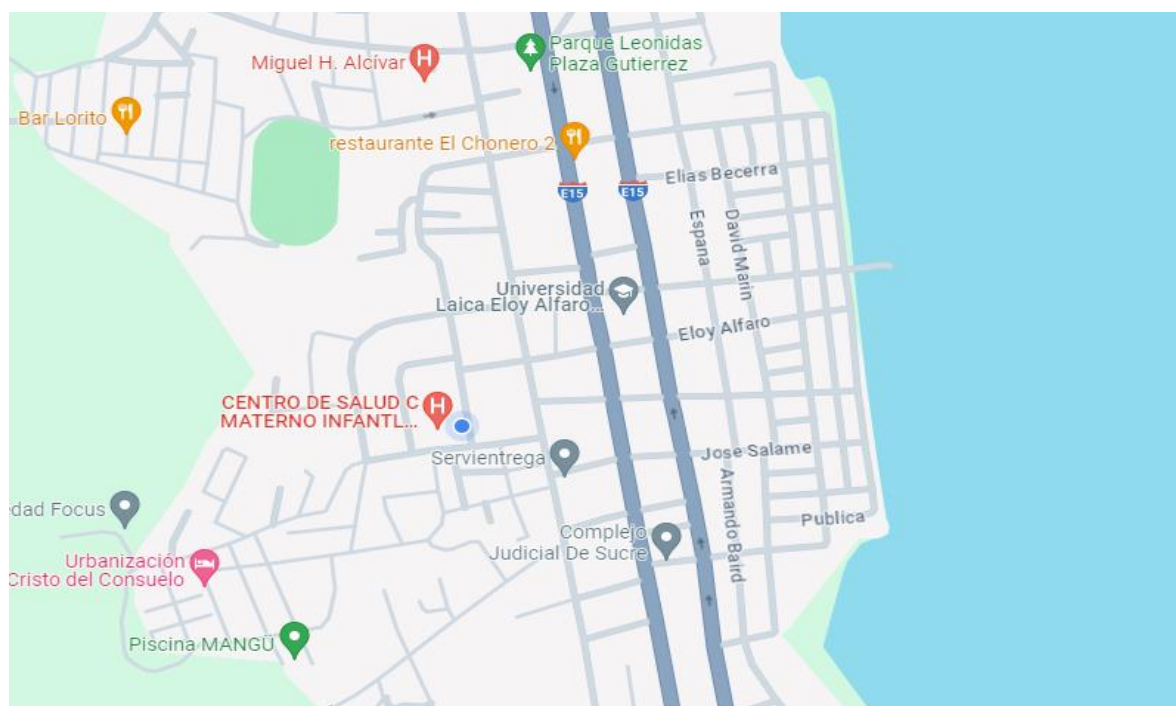 Parque Leonidas
Plaza Gutierrez
Miguel H. Alcívar
H
Bar Lorito
restaurante El Chonero 2
Elias Becerra
E15
E15
Espana
David Marin
Universidad
Laica Eloy Alfaro...
Eloy Alfaro
CENTRO DE SALUD C
MATERNO INFANTL...
H
Jose Salame
Servientrega
Armando Baird
edad Focus
Publica
Complejo
Judicial De Sucre
Urbanización
Cristo del Consuelo
Piscina MANGÜ